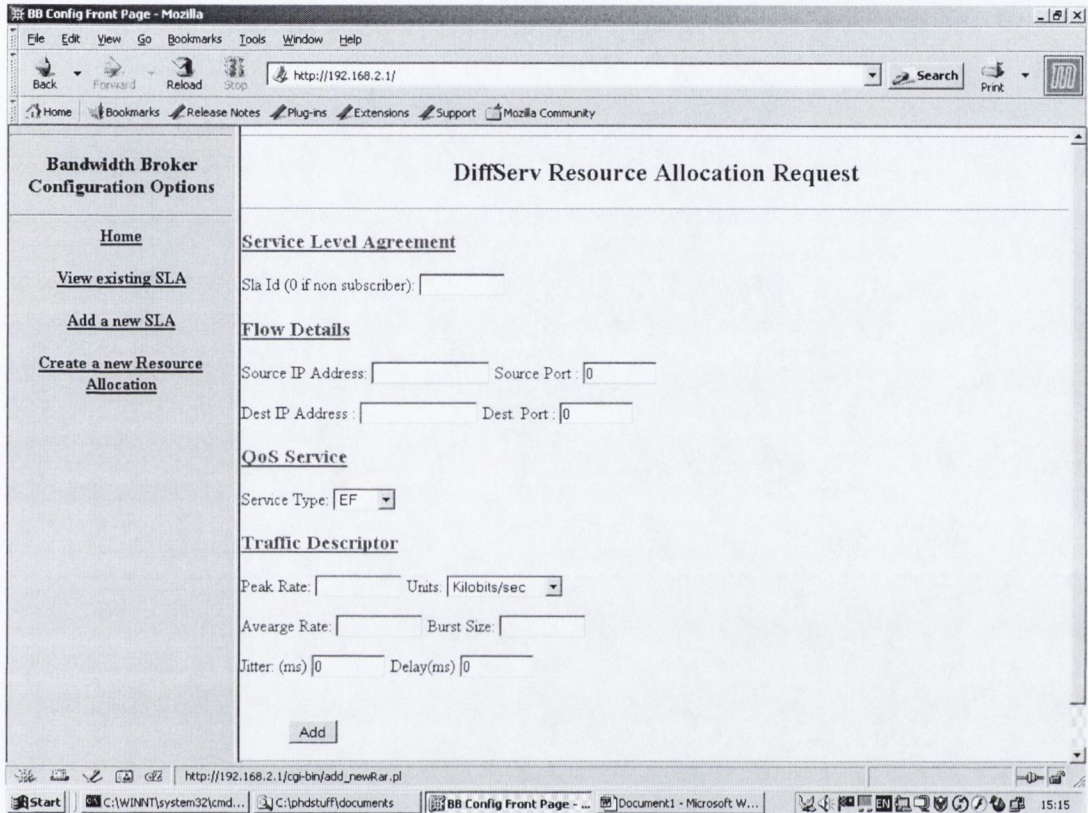 BB Config Front Page - Mozilla
File Edit View Go Bookmarks Tools Window Help
Back Forward Reload Stop http://192.168.2.1/ Search Print
Home Bookmarks Release Notes Plug-ins Extensions Support Mozilla Community
Bandwidth Broker
Configuration Options
Home
View existing SLA
Add a new SLA
Create a new Resource
Allocation
DiffServ Resource Allocation Request
Service Level Agreement
Sla Id (0 if non subscriber):
Flow Details
Source IP Address: Source Port : 0
Dest IP Address : Dest. Port : 0
QoS Service
Service Type: EF
Traffic Descriptor
Peak Rate: Units: Kilobits/sec
Avearge Rate: Burst Size:
Jitter: (ms) 0 Delay(ms) 0
Add
http://192.168.2.1/cgi-bin/add_newRar.pl
Start C:\WINNT\system32\cmd... C:\phdstuff\documents BB Config Front Page - ... Document1 - Microsoft W... EN 15:15